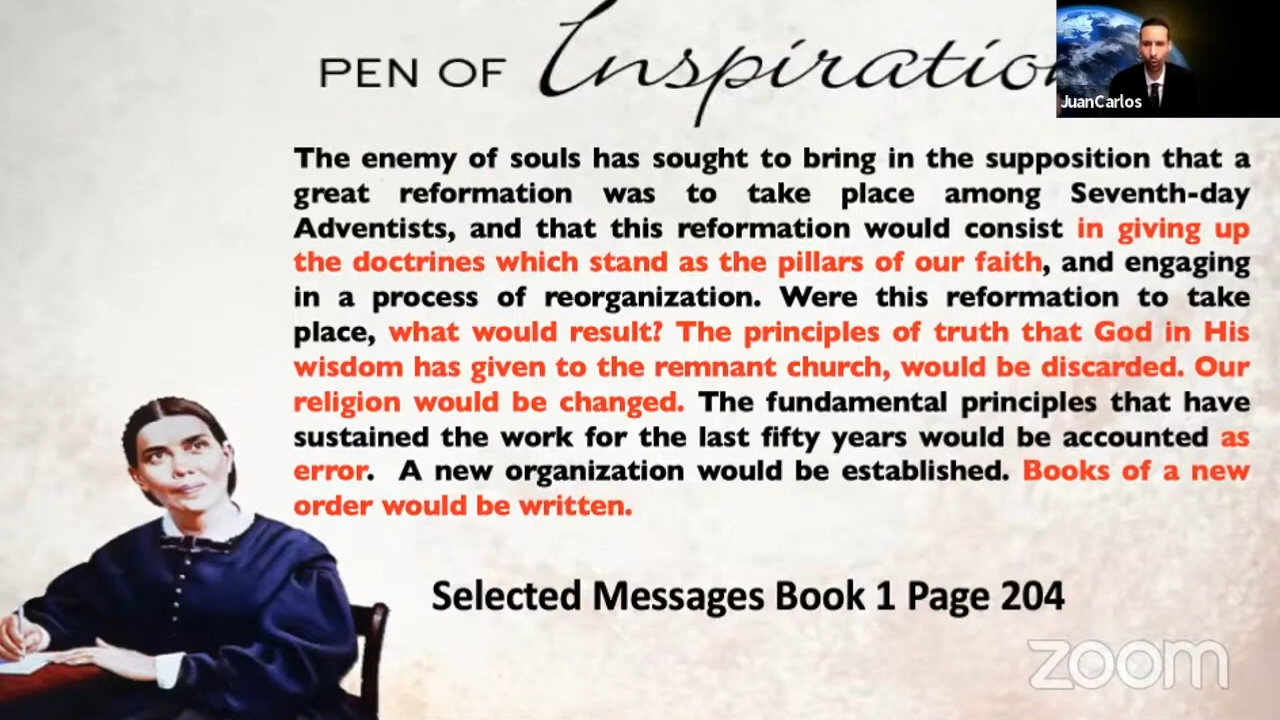 PEN OF Inspiration
JuanCarlos
The enemy of souls has sought to bring in the supposition that a
great reformation was to take place among Seventh-day
Adventists, and that this reformation would consist in giving up
the doctrines which stand as the pillars of our faith, and engaging
in a process of reorganization. Were this reformation to take
place, what would result? The principles of truth that God in His
wisdom has given to the remnant church, would be discarded. Our
religion would be changed. The fundamental principles that have
sustained the work for the last fifty years would be accounted as
error. A new organization would be established. Books of a new
order would be written.
Selected Messages Book 1 Page 204
zoom